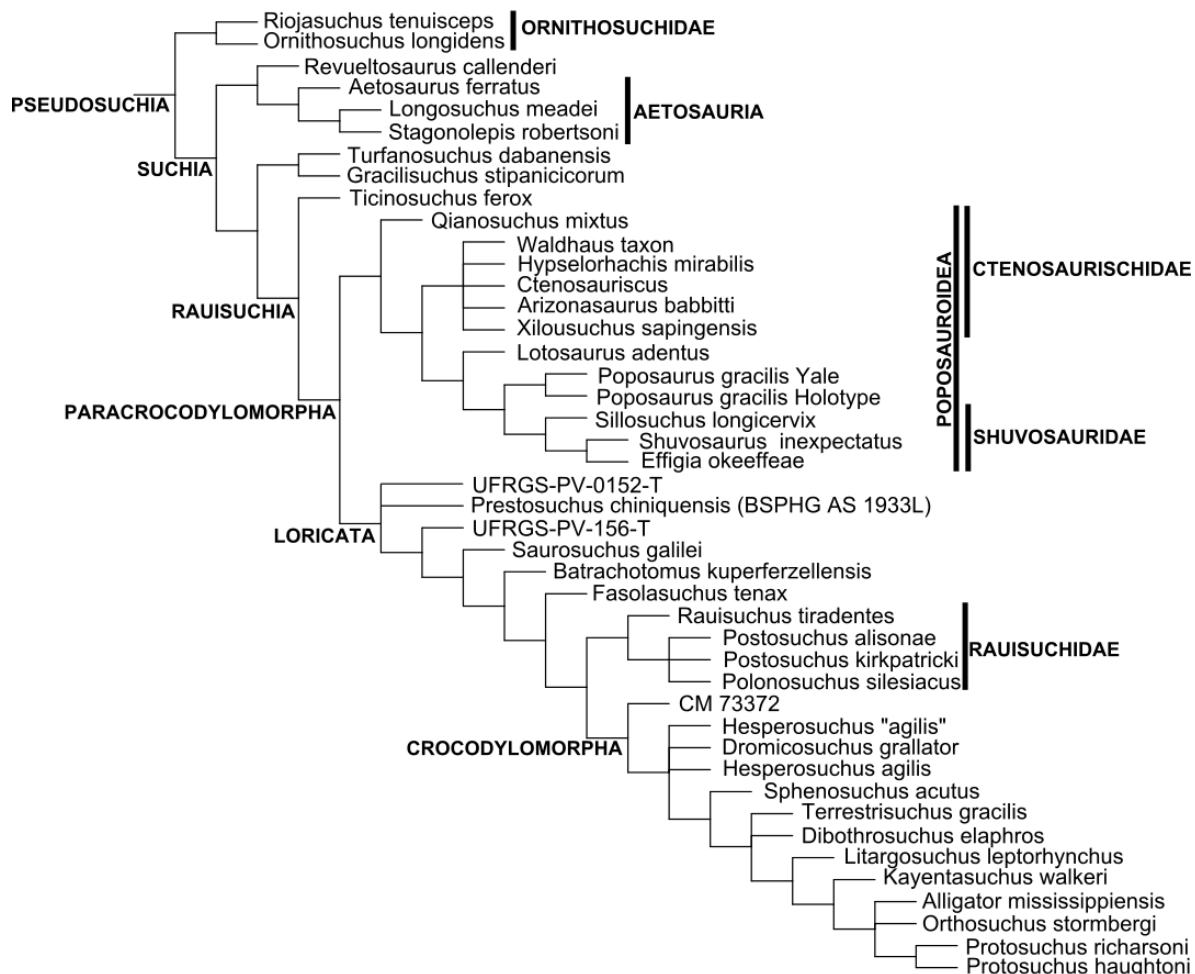 Riojasuchus tenuisceps
Ornithosuchus longidens
ORNITHOSUCHIDAE
Revueltosaurus callenderi
Aetosaurus ferratus
PSEUDOSUCHIA
Longosuchus meadei
AETOSAURIA
Stagonolepis robertsoni
Turfanosuchus dabanensis
SUCHIA
Gracilisuchus stipanicicorum
Ticinosuchus ferox
Qianosuchus mixtus
Waldhaus taxon
Hypselorhachis mirabilis
CTENOSAURISCHIDAE
Ctenosauriscus
Arizonasaurus babbitti
RAUISUCHIA
Xilousuchus sapingensis
POPOSAUROIDEA
Lotosaurus adentus
Poposaurus gracilis Yale
Poposaurus gracilis Holotype
PARACROCODYLOMORPHA
Sillosuchus longicervix
Shuvosaurus inexpectatus
SHUVOSAURIDAE
Effigia okeeffeae
UFRGS-PV-0152-T
Prestosuchus chiniquensis (BSPHG AS 1933L)
UFRGS-PV-156-T
LORICATA
Saurosuchus galilei
Batrachotomus kuperferzellensis
Fasolasuchus tenax
Rauisuchus tiradentes
Postosuchus alisonae
RAUISUCHIDAE
Postosuchus kirkpatricki
Polonosuchus silesiacus
CM 73372
Hesperosuchus "agilis"
CROCODYLOMORPHA
Dromicosuchus grallator
Hesperosuchus agilis
Sphenosuchus acutus
Terrestrisuchus gracilis
Dibothrosuchus elaphros
Litargosuchus leptorhynchus
Kayentasuchus walkeri
Alligator mississippiensis
Orthosuchus stormbergi
Protosuchus richarsoni
Protosuchus haughtoni